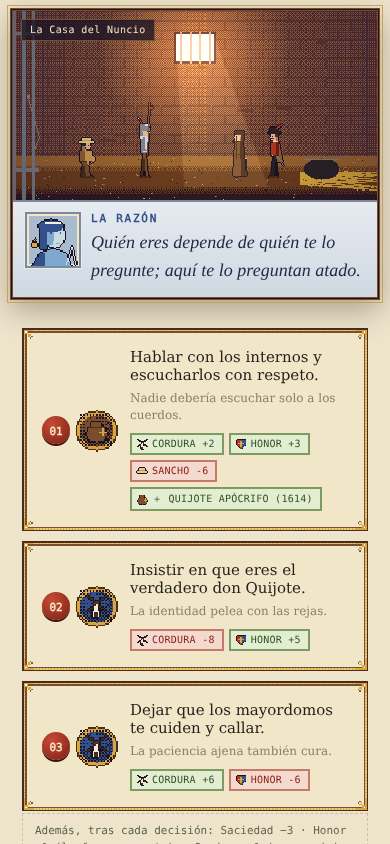 La Casa del Nuncio
LA RAZÓN
Quién eres depende de quién te lo
pregunte; aquí te lo preguntan atado.
01
Hablar con los internos y
escucharlos con respeto.
Nadie debería escuchar solo a los
cuerdos.
CORDURA +2 HONOR +3
SANCHO -6
+ QUIJOTE APÓCRIFO (1614)
02
Insistir en que eres el
verdadero don Quijote.
La identidad pelea con las rejas.
CORDURA -8 HONOR +5
03
Dejar que los mayordomos
te cuiden y callar.
La paciencia ajena también cura.
CORDURA +6 HONOR -6
Además, tras cada decisión: Saciedad −3 · Honor